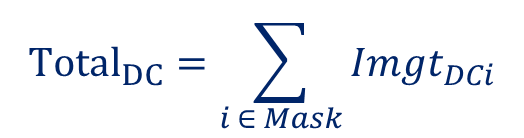 Total_DC = ∑_{i ∈ Mask} Imgt_{DCi}